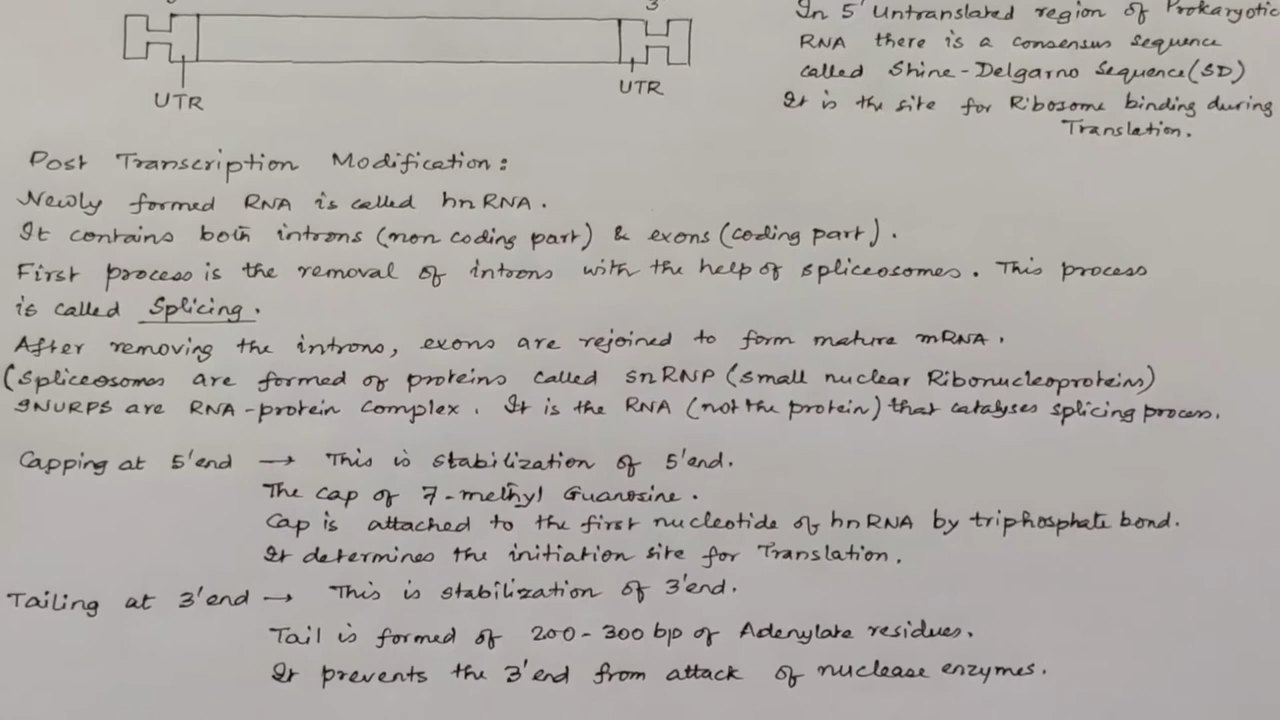 3'
UTR
UTR
In 5' Untranslated region of Prokaryotic
RNA there is a consensus sequence
called Shine-Delgarno sequence(SD)
It is the site for Ribosome binding during
Translation.
Post Transcription Modification:
Newly formed RNA is called hnRNA.
It contains both introns (non coding part) & exons (coding part).
First process is the removal of introns with the help of spliceosomes. This process
is called Splicing.
After removing the introns, exons are rejoined to form mature mRNA.
(Spliceosomes are formed of proteins called snRNP (small nuclear Ribonucleoproteins)
SNURPS are RNA-protein complex. It is the RNA (not the protein) that catalyses splicing process.
Capping at 5'end → This is stabilization of 5'end.
The cap of 7-methyl Guanosine.
Cap is attached to the first nucleotide of hnRNA by triphosphate bond.
It determines the initiation site for Translation.
Tailing at 3'end → This is stabilization of 3'end.
Tail is formed of 200-300 bp of Adenylate residues.
It prevents the 3'end from attack of nuclease enzymes.